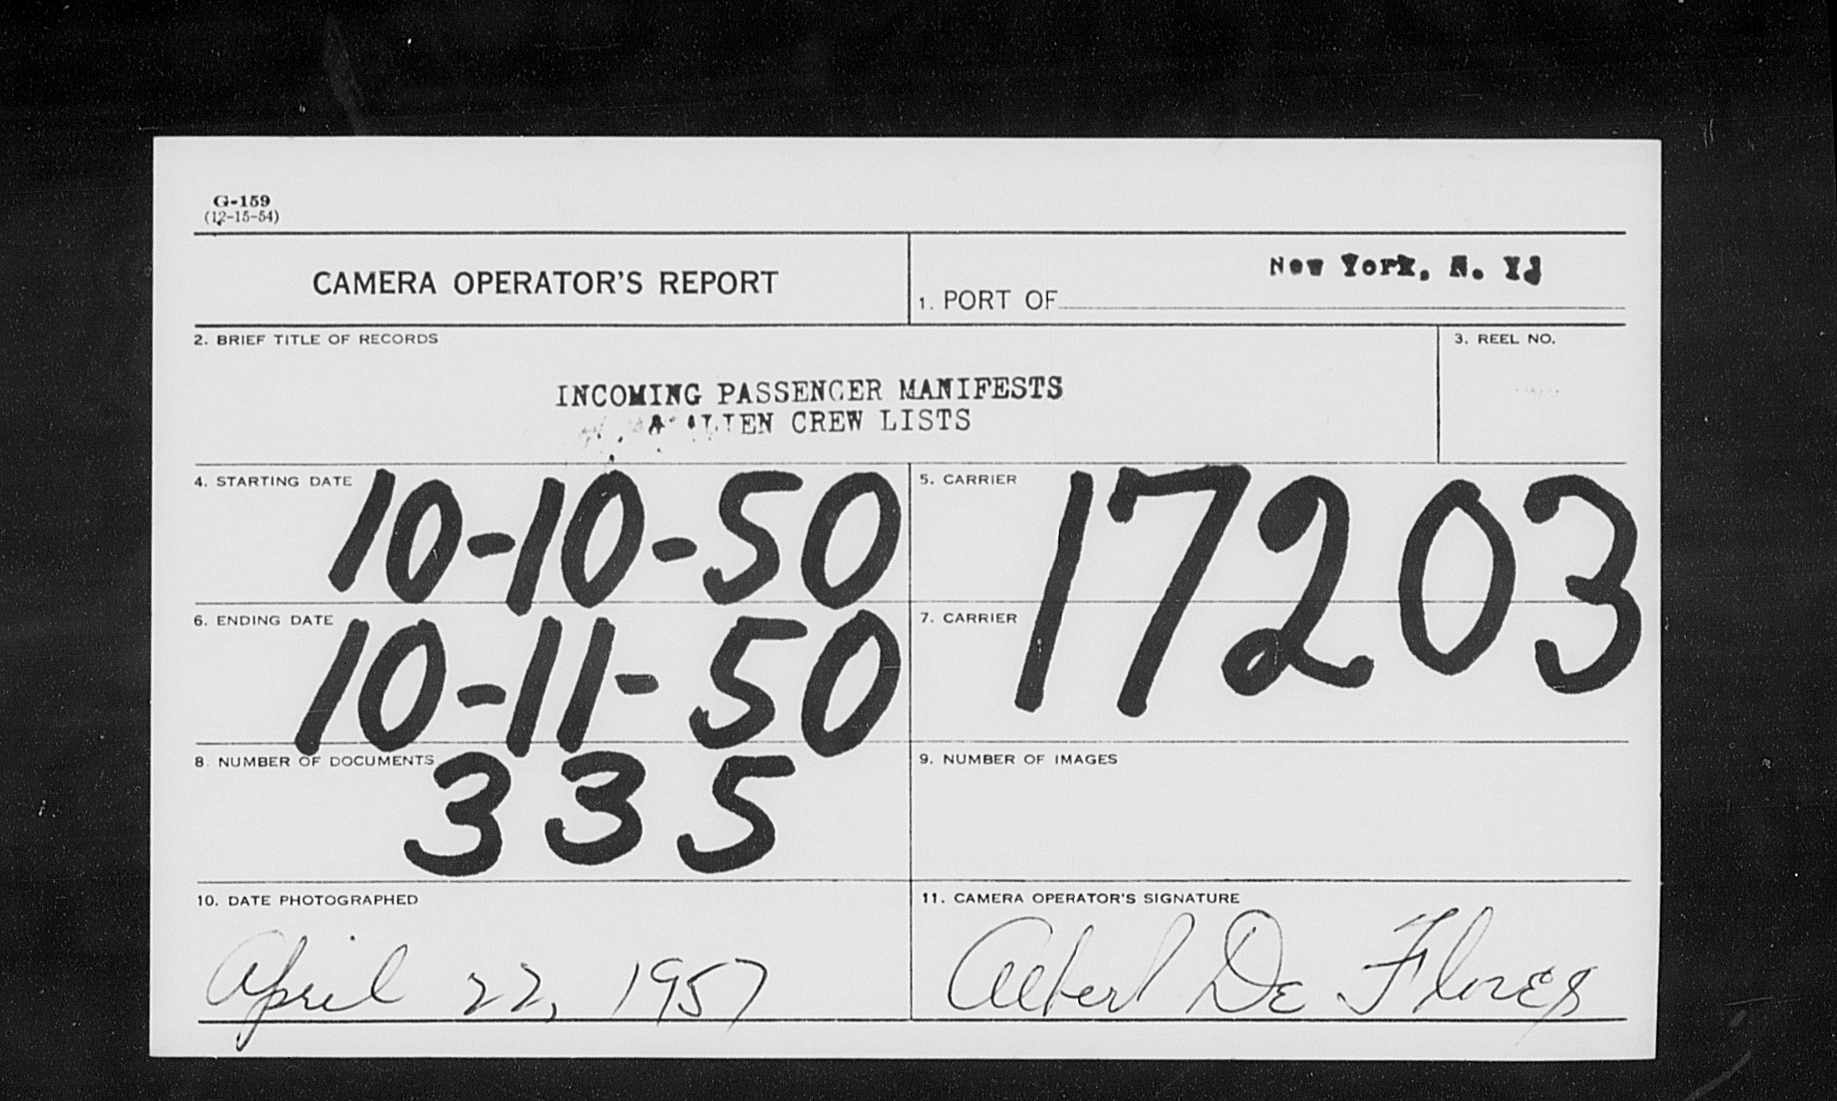 G-159
(12-15-54)
CAMERA OPERATOR'S REPORT
1. PORT OF New York, N. Y.
2. BRIEF TITLE OF RECORDS
3. REEL NO.
INCOMING PASSENGER MANIFESTS
ALIEN CREW LISTS
4. STARTING DATE 10-10-50
5. CARRIER 17203
6. ENDING DATE 10-11-50
7. CARRIER
8. NUMBER OF DOCUMENTS 335
9. NUMBER OF IMAGES
10. DATE PHOTOGRAPHED
11. CAMERA OPERATOR'S SIGNATURE
April 22, 1957
Albert De Flores